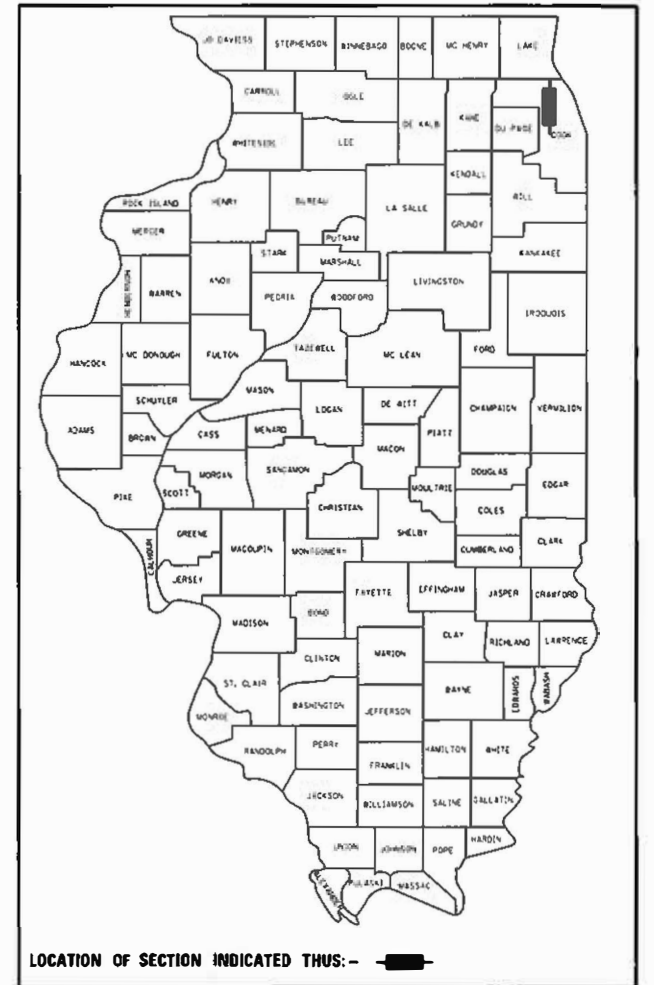 JO DAVIESS STEPHENSON WINNEBAGO BOONE MC HENRY LAKE
CARROLL OGLE
DE KALB KANE DU PAGE COOK
WHITESIDE LEE
KENDALL
ROCK ISLAND HENRY BUREAU LA SALLE WILL
GRUNDY
MERCER PUTNAM
STARK MARSHALL KANKAKEE
HENDERSON WARREN KNOX PEORIA WOODFORD LIVINGSTON
IROQUOIS
HANCOCK MC DONOUGH FULTON TAZEWELL MC LEAN FORD
MASON
SCHUYLER LOGAN DE WITT CHAMPAIGN VERMILION
ADAMS BROWN CASS MENARD PIATT
MACON
MORGAN SANGAMON DOUGLAS EDGAR
PIKE SCOTT MOULTRIE
CHRISTIAN COLES
CALHOUN GREENE MACOUPIN MONTGOMERY SHELBY CLARK
CUMBERLAND
JERSEY FAYETTE EFFINGHAM JASPER CRAWFORD
MADISON BOND
CLAY RICHLAND LAWRENCE
CLINTON MARION
ST. CLAIR WAYNE EDWARDS WABASH
WASHINGTON JEFFERSON
MONROE
RANDOLPH PERRY HAMILTON WHITE
FRANKLIN
JACKSON WILLIAMSON SALINE GALLATIN
UNION JOHNSON POPE HARDIN
ALEXANDER PULASKI MASSAC
LOCATION OF SECTION INDICATED THUS:-